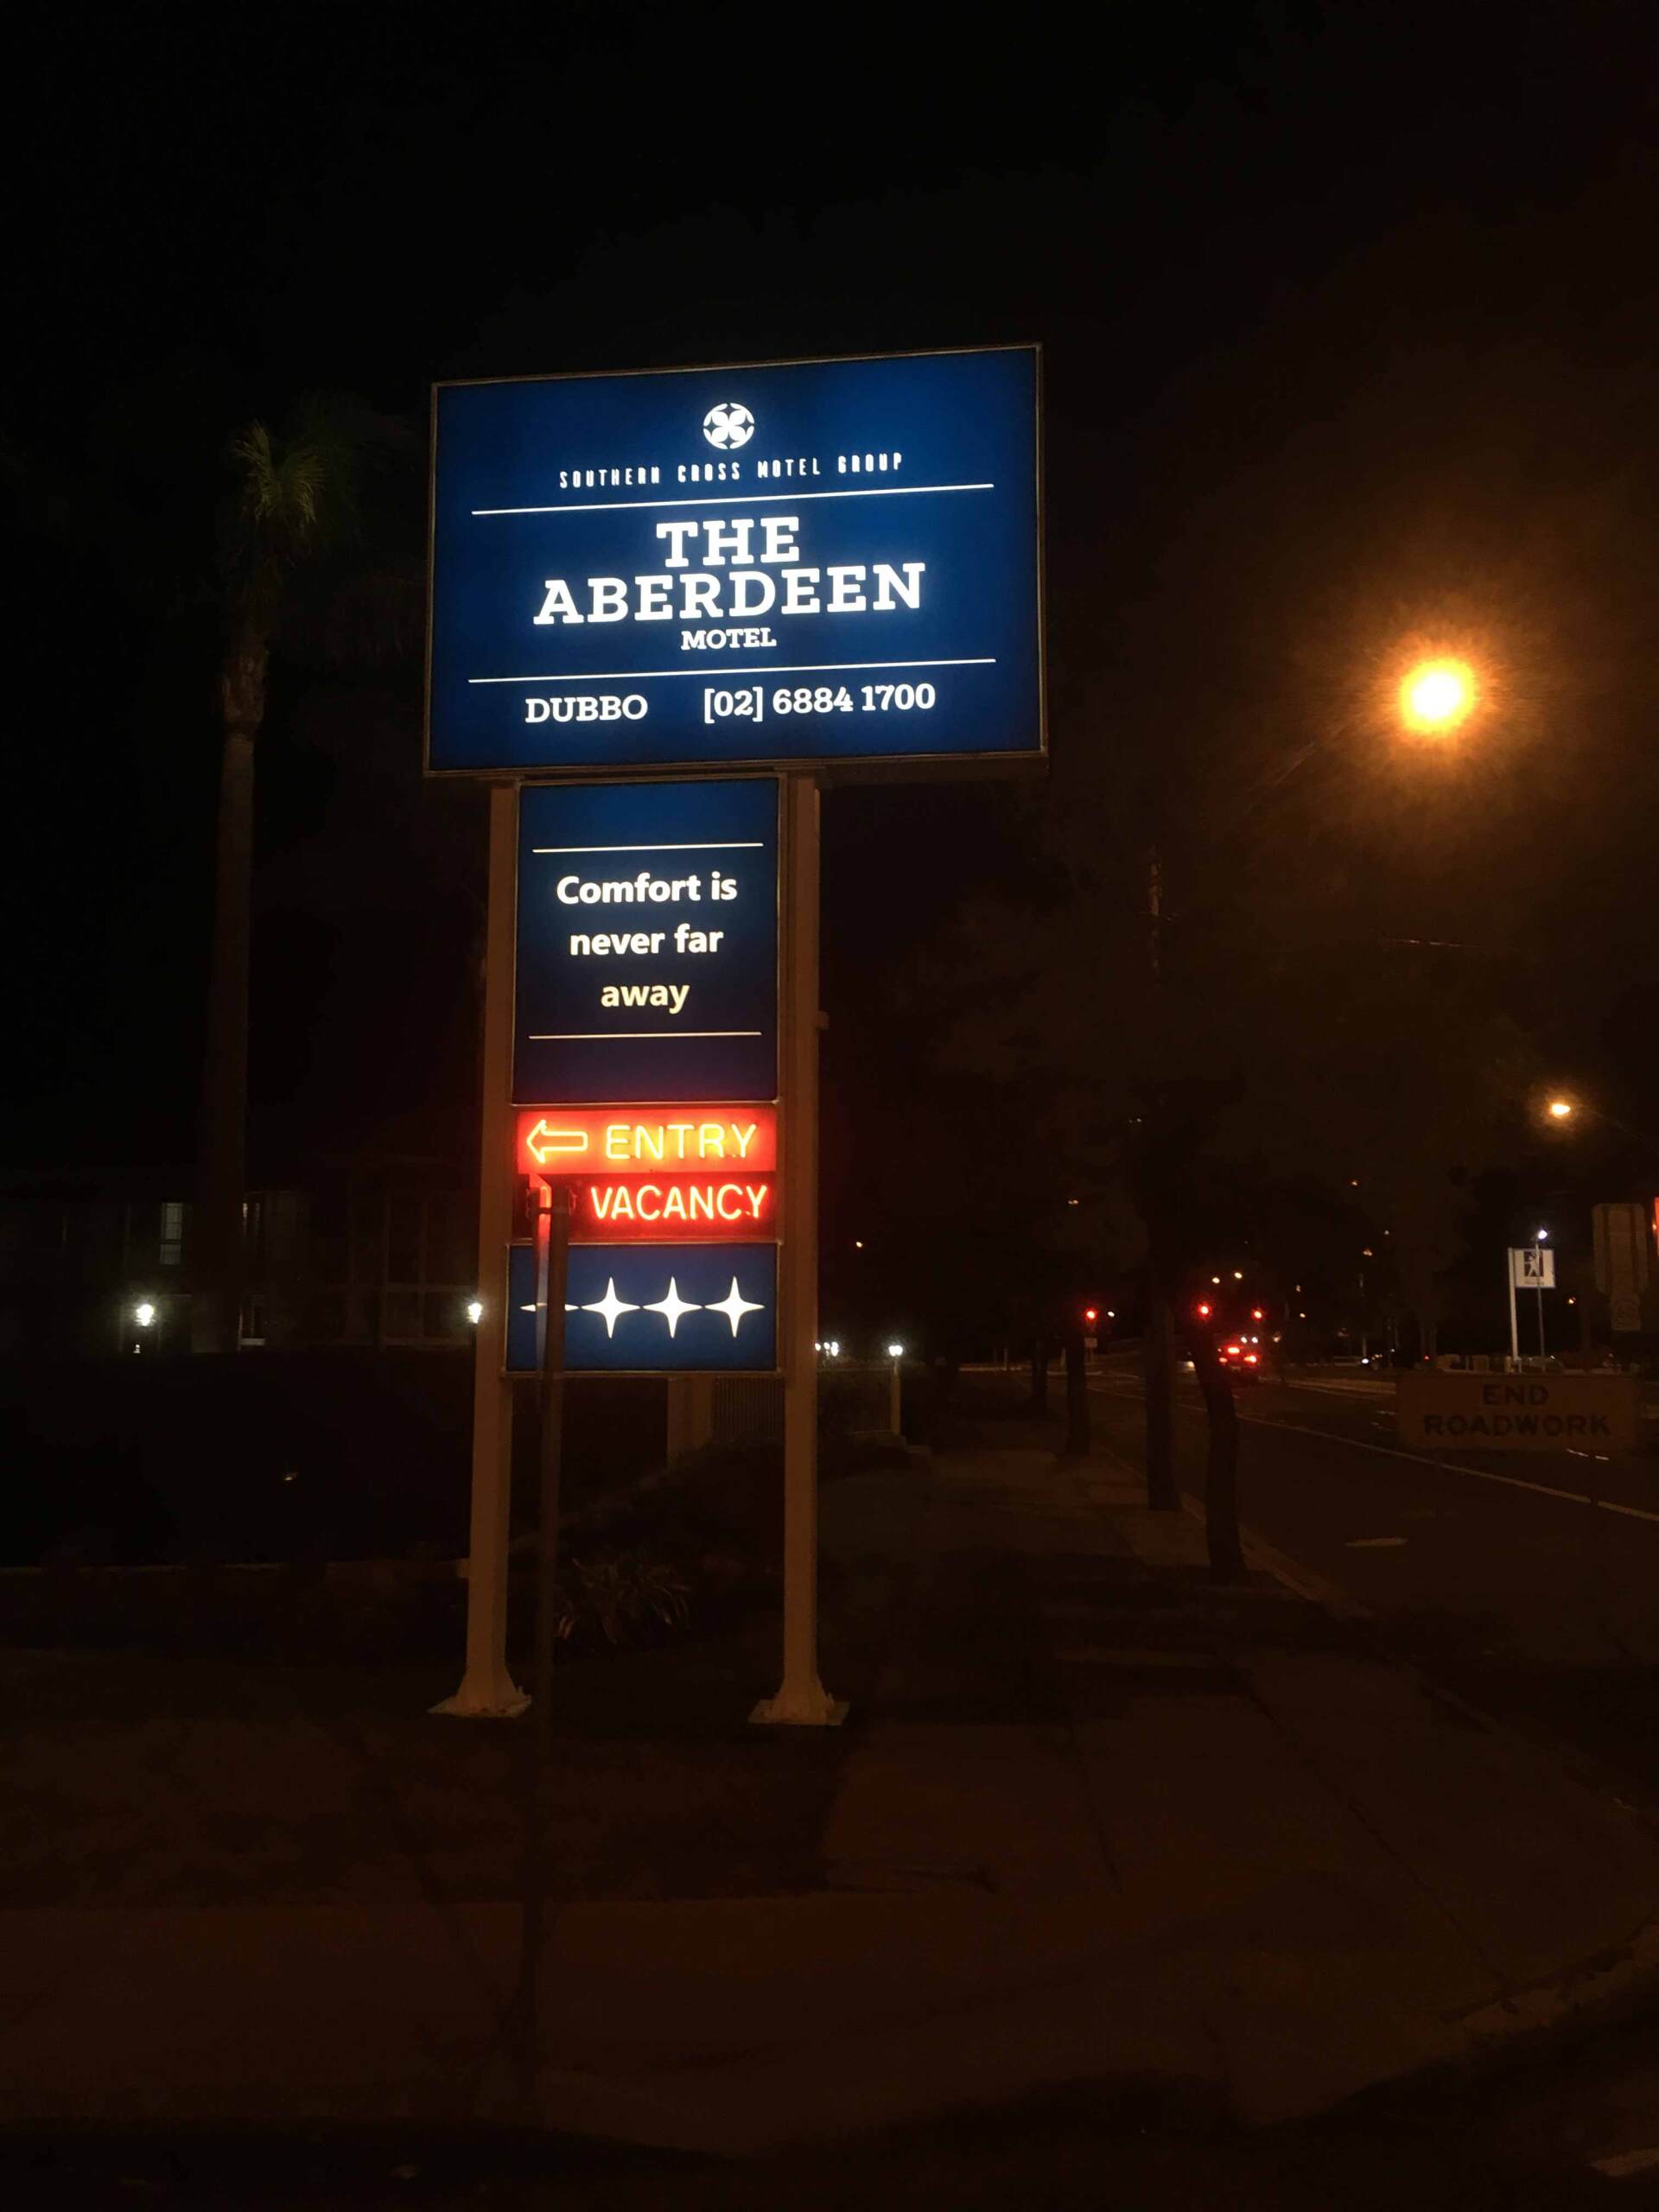 SOUTHERN CROSS MOTEL GROUP
THE
ABERDEEN
MOTEL
DUBBO [02] 6884 1700
Comfort is
never far
away
ENTRY
VACANCY
END
ROADWORK